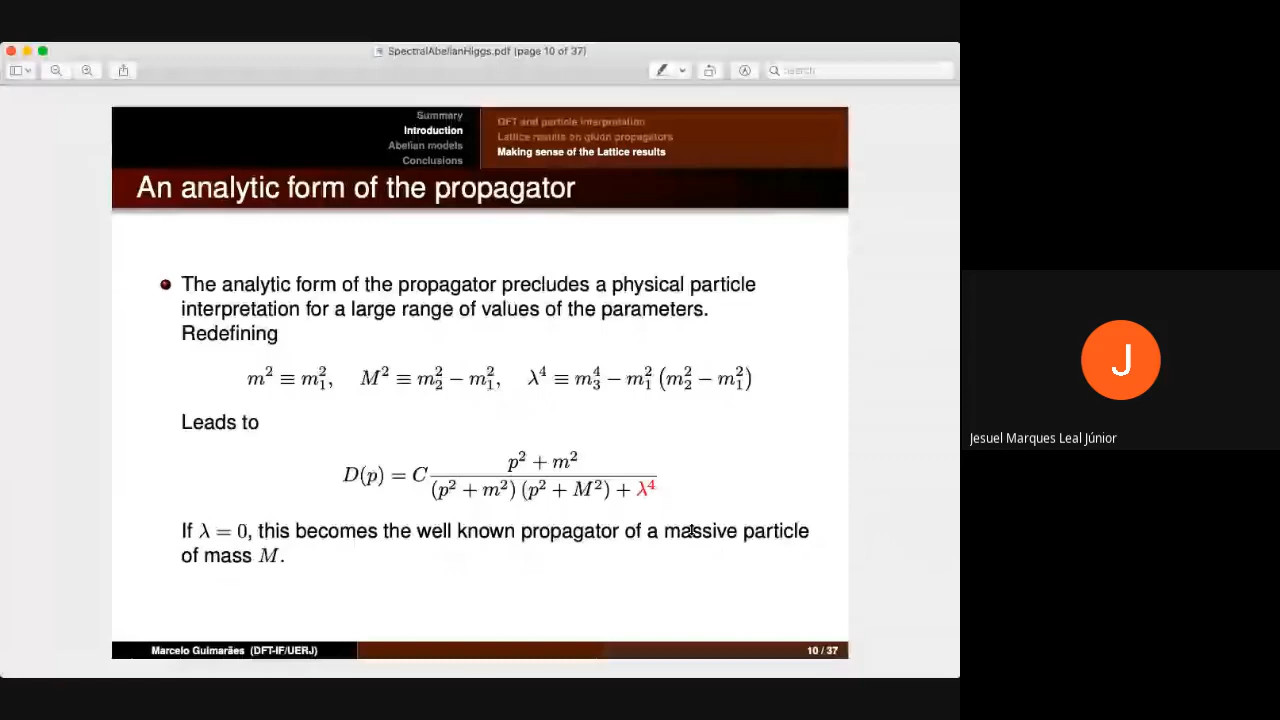 SpectralAbelianHiggs.pdf (page 10 of 37)
Search
Summary
Introduction
Abelian models
Conclusions
QFT and particle interpretation
Lattice results on gluon propagators
Making sense of the Lattice results
An analytic form of the propagator
The analytic form of the propagator precludes a physical particle
interpretation for a large range of values of the parameters.
Redefining
m² ≡ m₁², M² ≡ m₂² − m₁², λ⁴ ≡ m₃⁴ − m₁² (m₂² − m₁²)
Leads to
D(p) = C (p² + m²) / ((p² + m²) (p² + M²) + λ⁴)
If λ = 0, this becomes the well known propagator of a massive particle
of mass M.
Marcelo Guimarães (DFT-IF/UERJ)
10 / 37
J
Jesuel Marques Leal Júnior